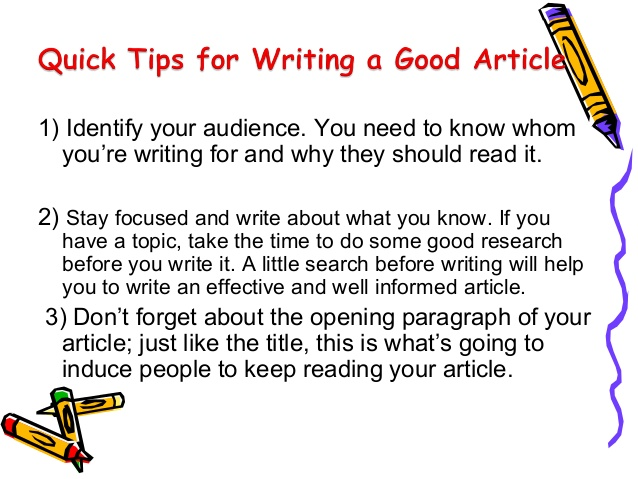 Quick Tips for Writing a Good Article
1) Identify your audience. You need to know whom
you’re writing for and why they should read it.
2) Stay focused and write about what you know. If you
have a topic, take the time to do some good research
before you write it. A little search before writing will help
you to write an effective and well informed article.
3) Don’t forget about the opening paragraph of your
article; just like the title, this is what’s going to
induce people to keep reading your article.